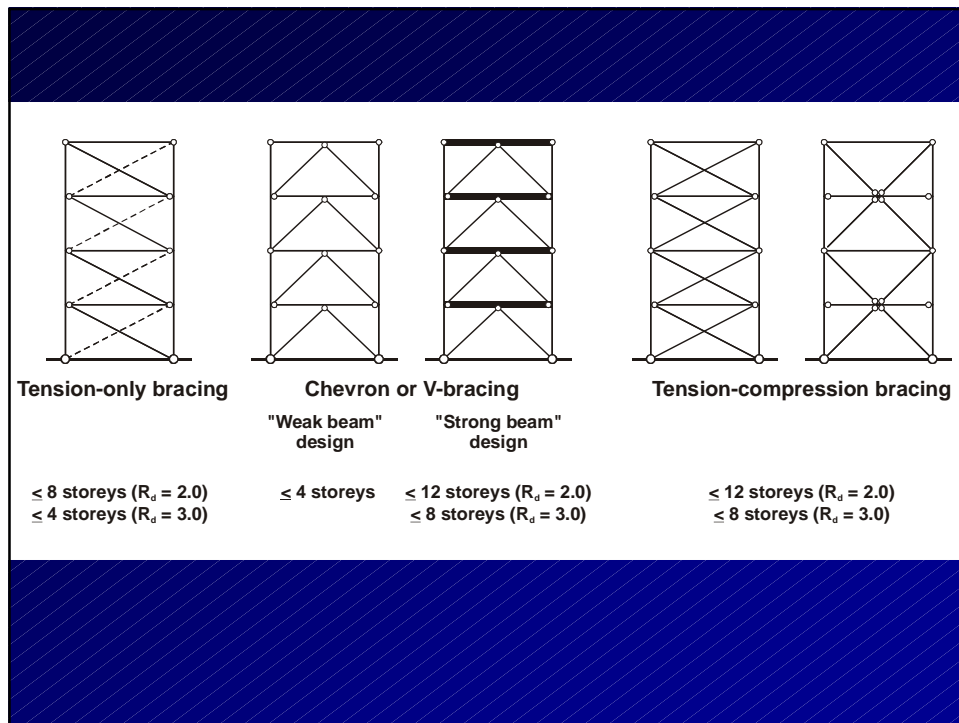 Tension-only bracing
Chevron or V-bracing
Tension-compression bracing
"Weak beam"
design
"Strong beam"
design
≤ 8 storeys (Rd = 2.0)
≤ 4 storeys (Rd = 3.0)
≤ 4 storeys
≤ 12 storeys (Rd = 2.0)
≤ 8 storeys (Rd = 3.0)
≤ 12 storeys (Rd = 2.0)
≤ 8 storeys (Rd = 3.0)